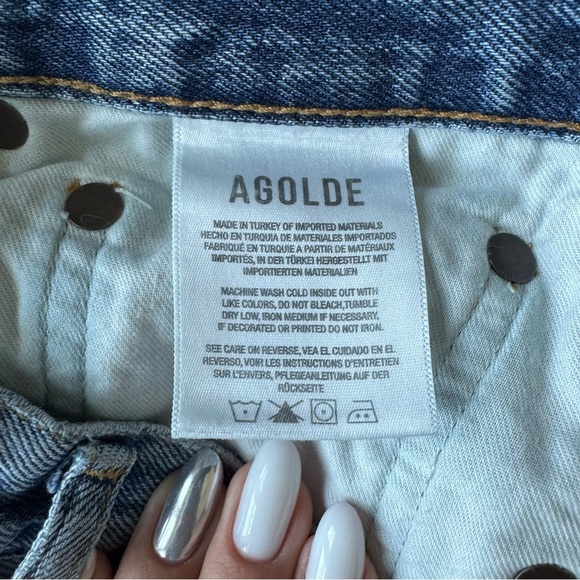 AGOLDE
MADE IN TURKEY OF IMPORTED MATERIALS
HECHO EN TURQUIA DE MATERIALES IMPORTADOS
FABRIQUÉ EN TURQUIE A PARTIR DE MATÉRIAUX
IMPORTÉS, IN DER TÜRKEI HERGESTELLT MIT
IMPORTIERTEN MATERIALIEN
MACHINE WASH COLD INSIDE OUT WITH
LIKE COLORS, DO NOT BLEACH,TUMBLE
DRY LOW, IRON MEDIUM IF NECESSARY,
IF DECORATED OR PRINTED DO NOT IRON.
SEE CARE ON REVERSE, VEA EL CUIDADO EN EL
REVERSO, VOIR LES INSTRUCTIONS D'ENTRETIEN
SUR L'ENVERS, PFLEGEANLEITUNG AUF DER
RÜCKSEITE